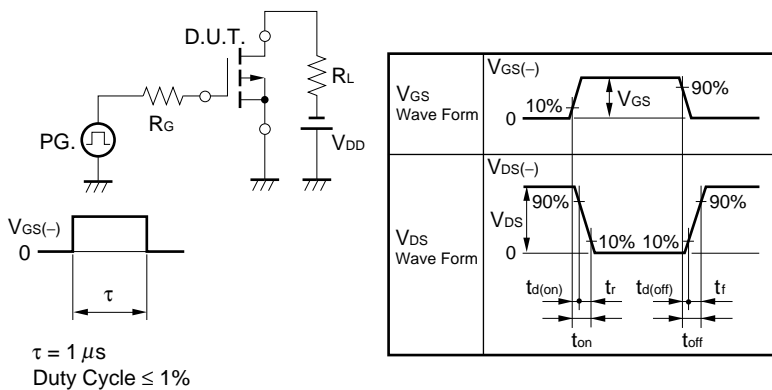 D.U.T.
RL
RG
PG.
VDD
VGS(−)
0
τ
τ = 1 μs
Duty Cycle ≤ 1%
VGS
Wave Form
VGS(−)
10%
VGS
90%
0
VDS
Wave Form
VDS(−)
90%
VDS
90%
10% 10%
0
td(on) tr td(off) tf
ton toff